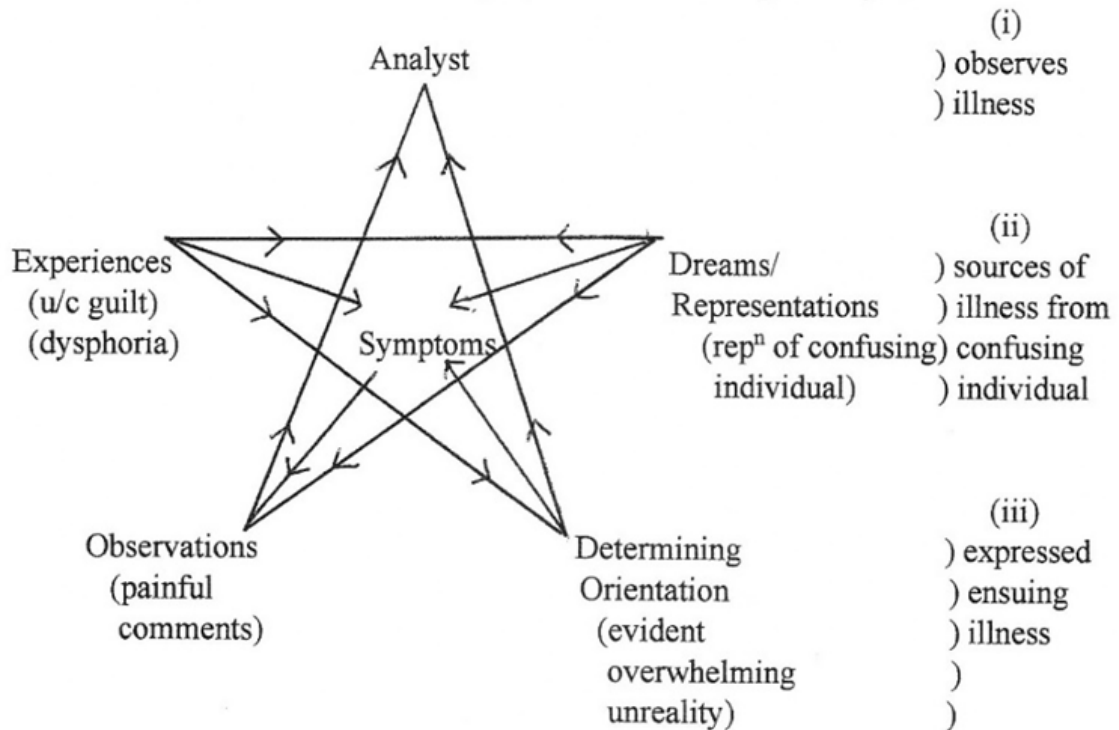 (i)
Analyst
) observes
) illness
(ii)
Experiences
(u/c guilt)
(dysphoria)
Dreams/
Representations
(repⁿ of confusing
individual)
) sources of
) illness from
) confusing
) individual
Symptoms
(iii)
Observations
(painful
comments)
Determining
Orientation
(evident
overwhelming
unreality)
) expressed
) ensuing
) illness
)
)